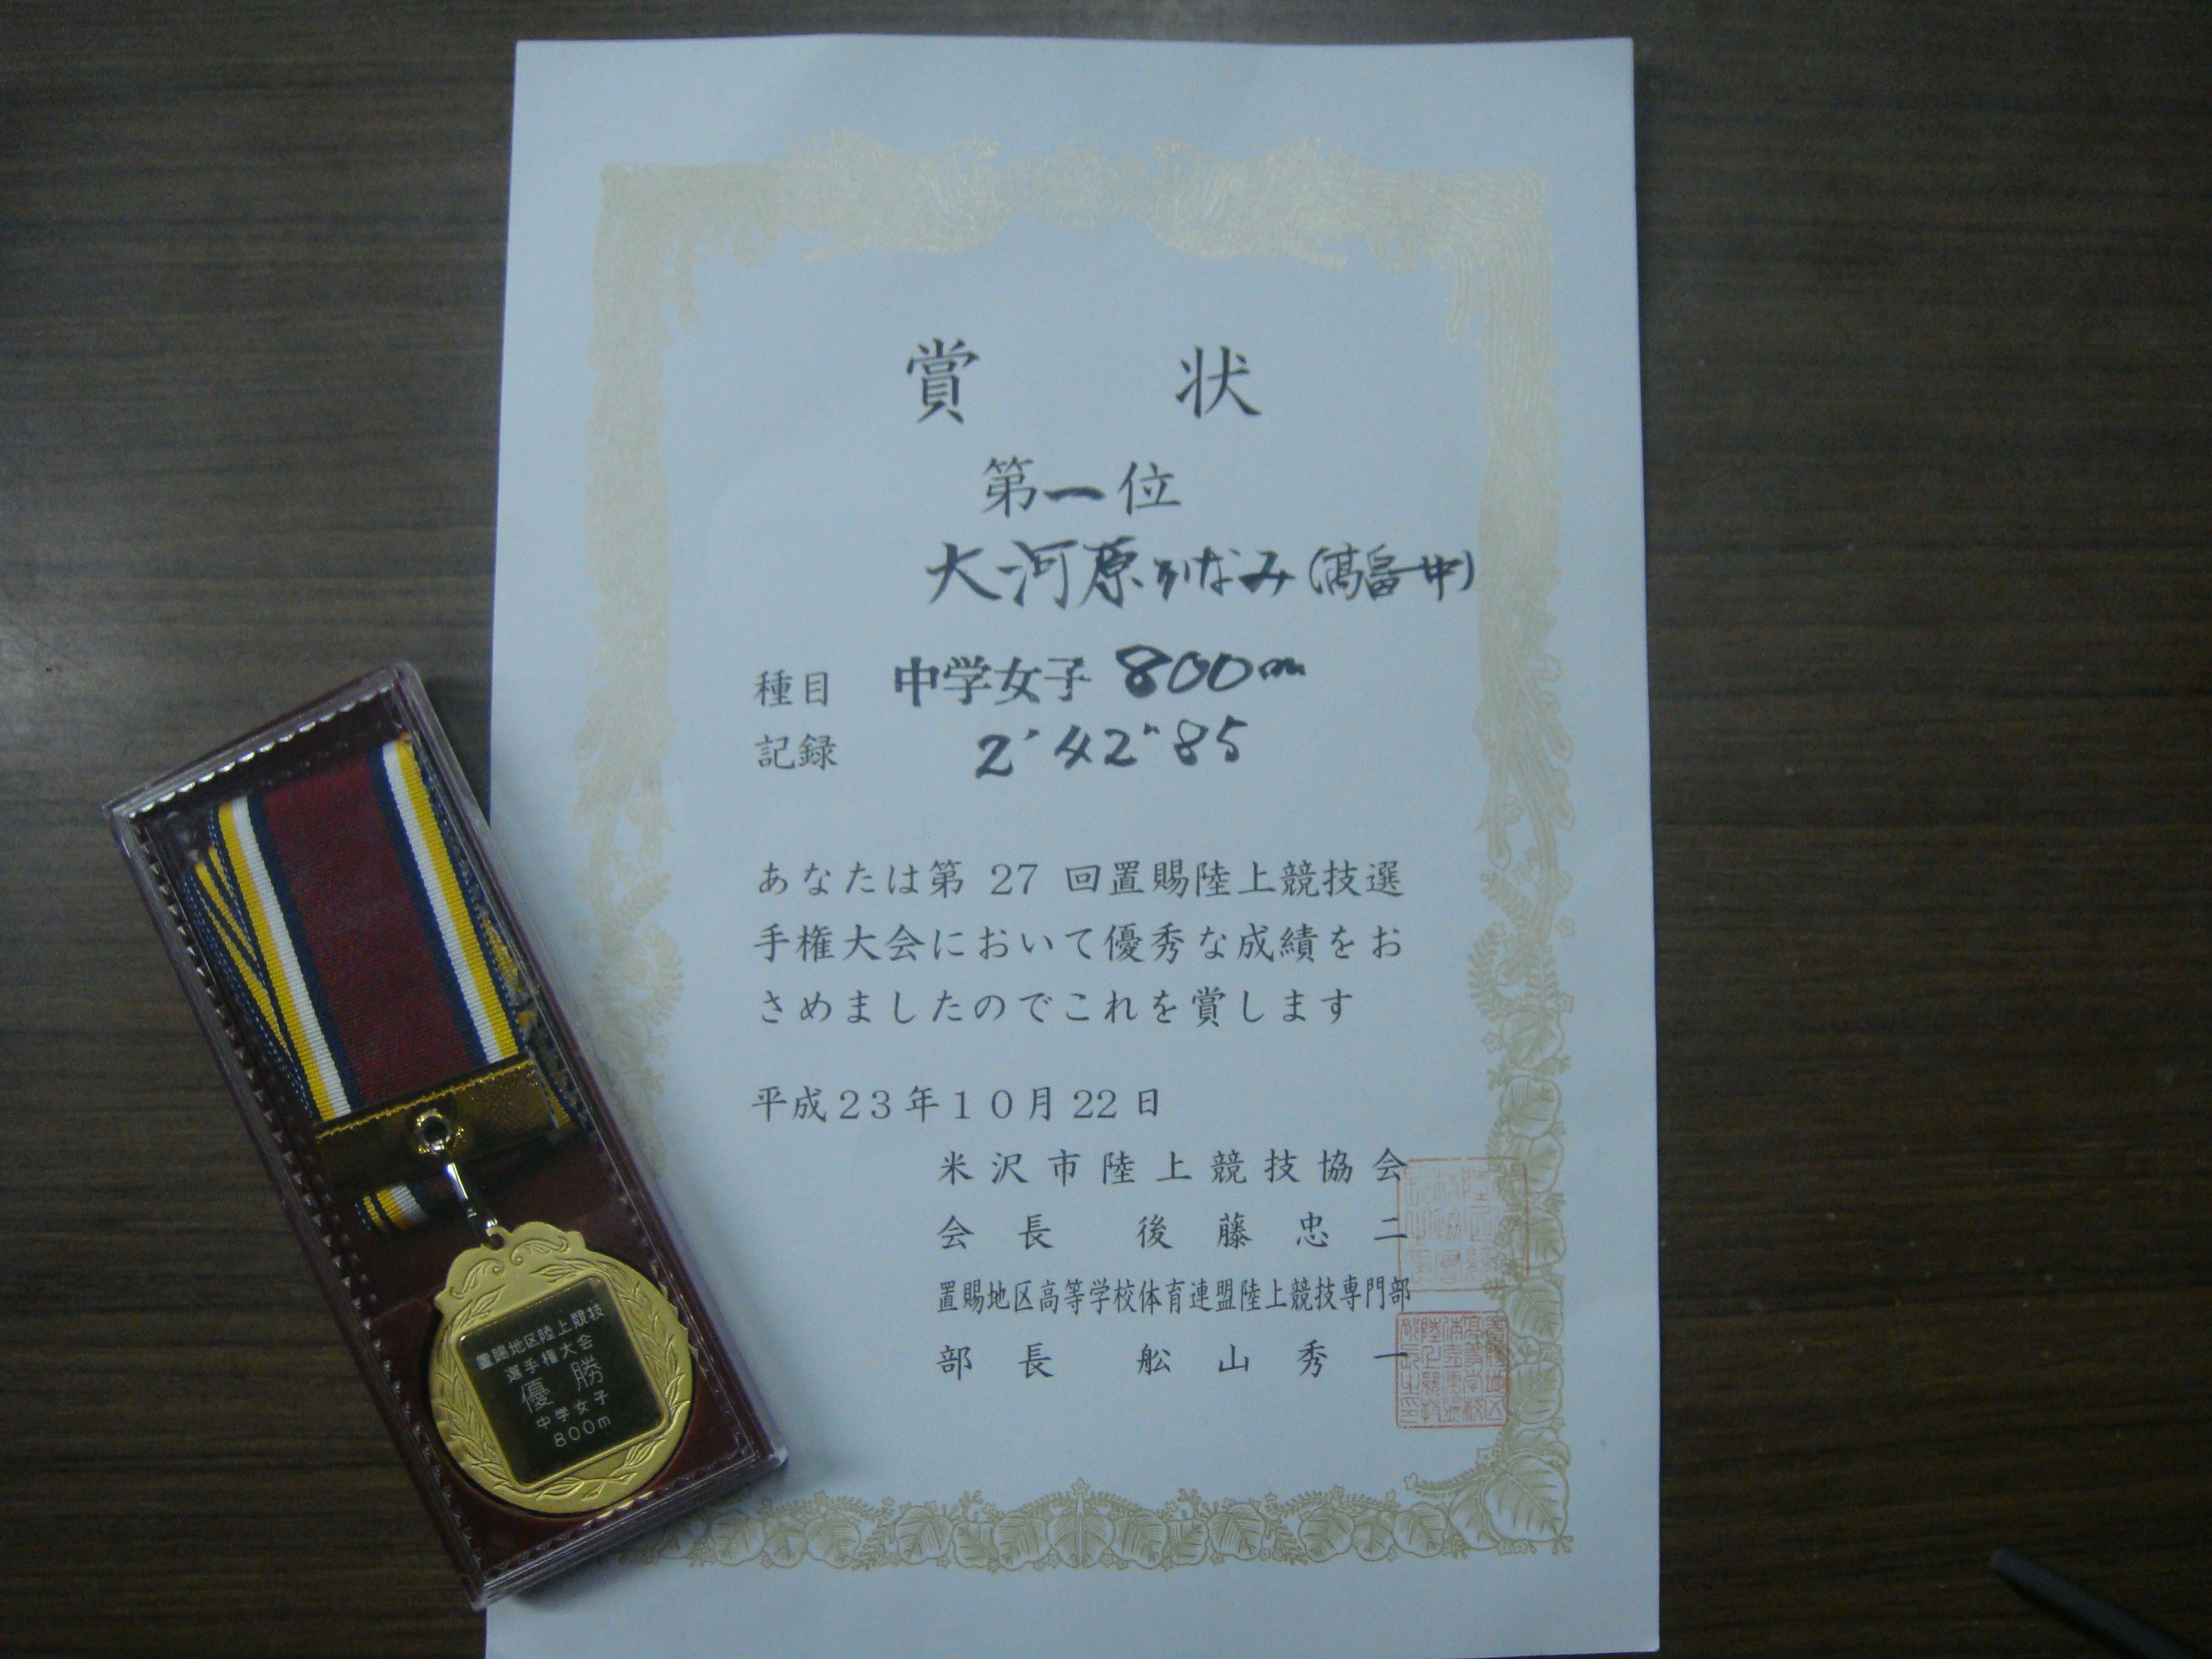 賞状
第一位
大河原かなみ(高畠一中)
種目 中学女子 800m
記録 2'42"85
あなたは第 27 回置賜陸上競技選
手権大会において優秀な成績をお
さめましたのでこれを賞します
平成23年10月22日
米沢市陸上競技協会
会長 後藤忠二
置賜地区高等学校体育連盟陸上競技専門部
部長 舩山秀一
置賜地区陸上競技
選手権大会
優勝
中学女子
800m